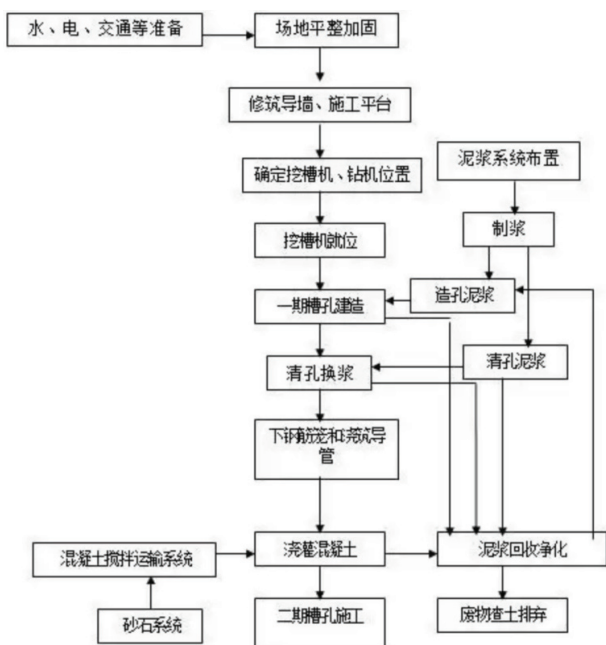 水、电、交通等准备
场地平整加固
修筑导墙、施工平台
确定挖槽机、钻机位置
泥浆系统布置
制浆
挖槽机就位
造孔泥浆
一期槽孔建造
清孔泥浆
清孔换浆
下钢筋笼和浇筑导
管
混凝土搅拌运输系统
浇灌混凝土
泥浆回收净化
砂石系统
二期槽孔施工
废物渣土排弃